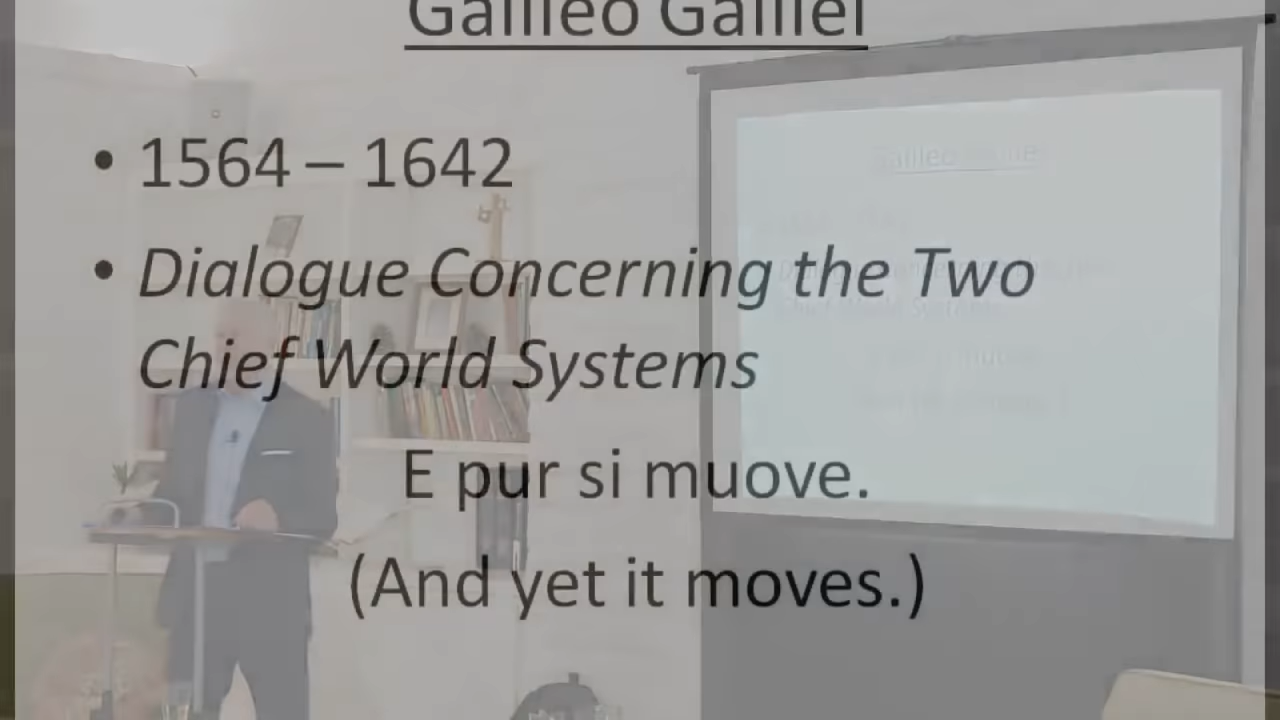 Galileo Galilei
• 1564 – 1642
• Dialogue Concerning the Two
Chief World Systems
E pur si muove.
(And yet it moves.)